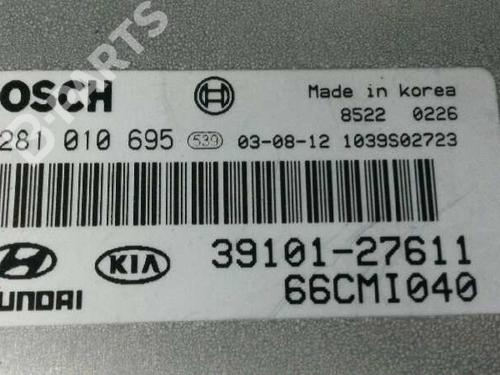 OSCH
Made in korea
8522 0226
281 010 695 539 03-08-12 1039S02723
KIA
39101-27611
UNDAI
66CMI040
B-PARTS